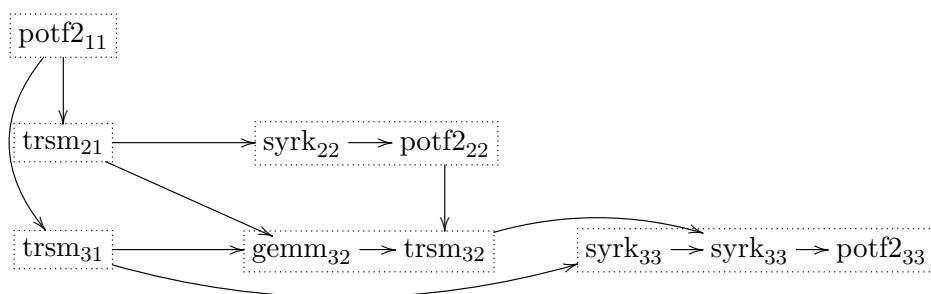 potf2₁₁
trsm₂₁ syrk₂₂ potf2₂₂
trsm₃₁ gemm₃₂ trsm₃₂ syrk₃₃ syrk₃₃ potf2₃₃